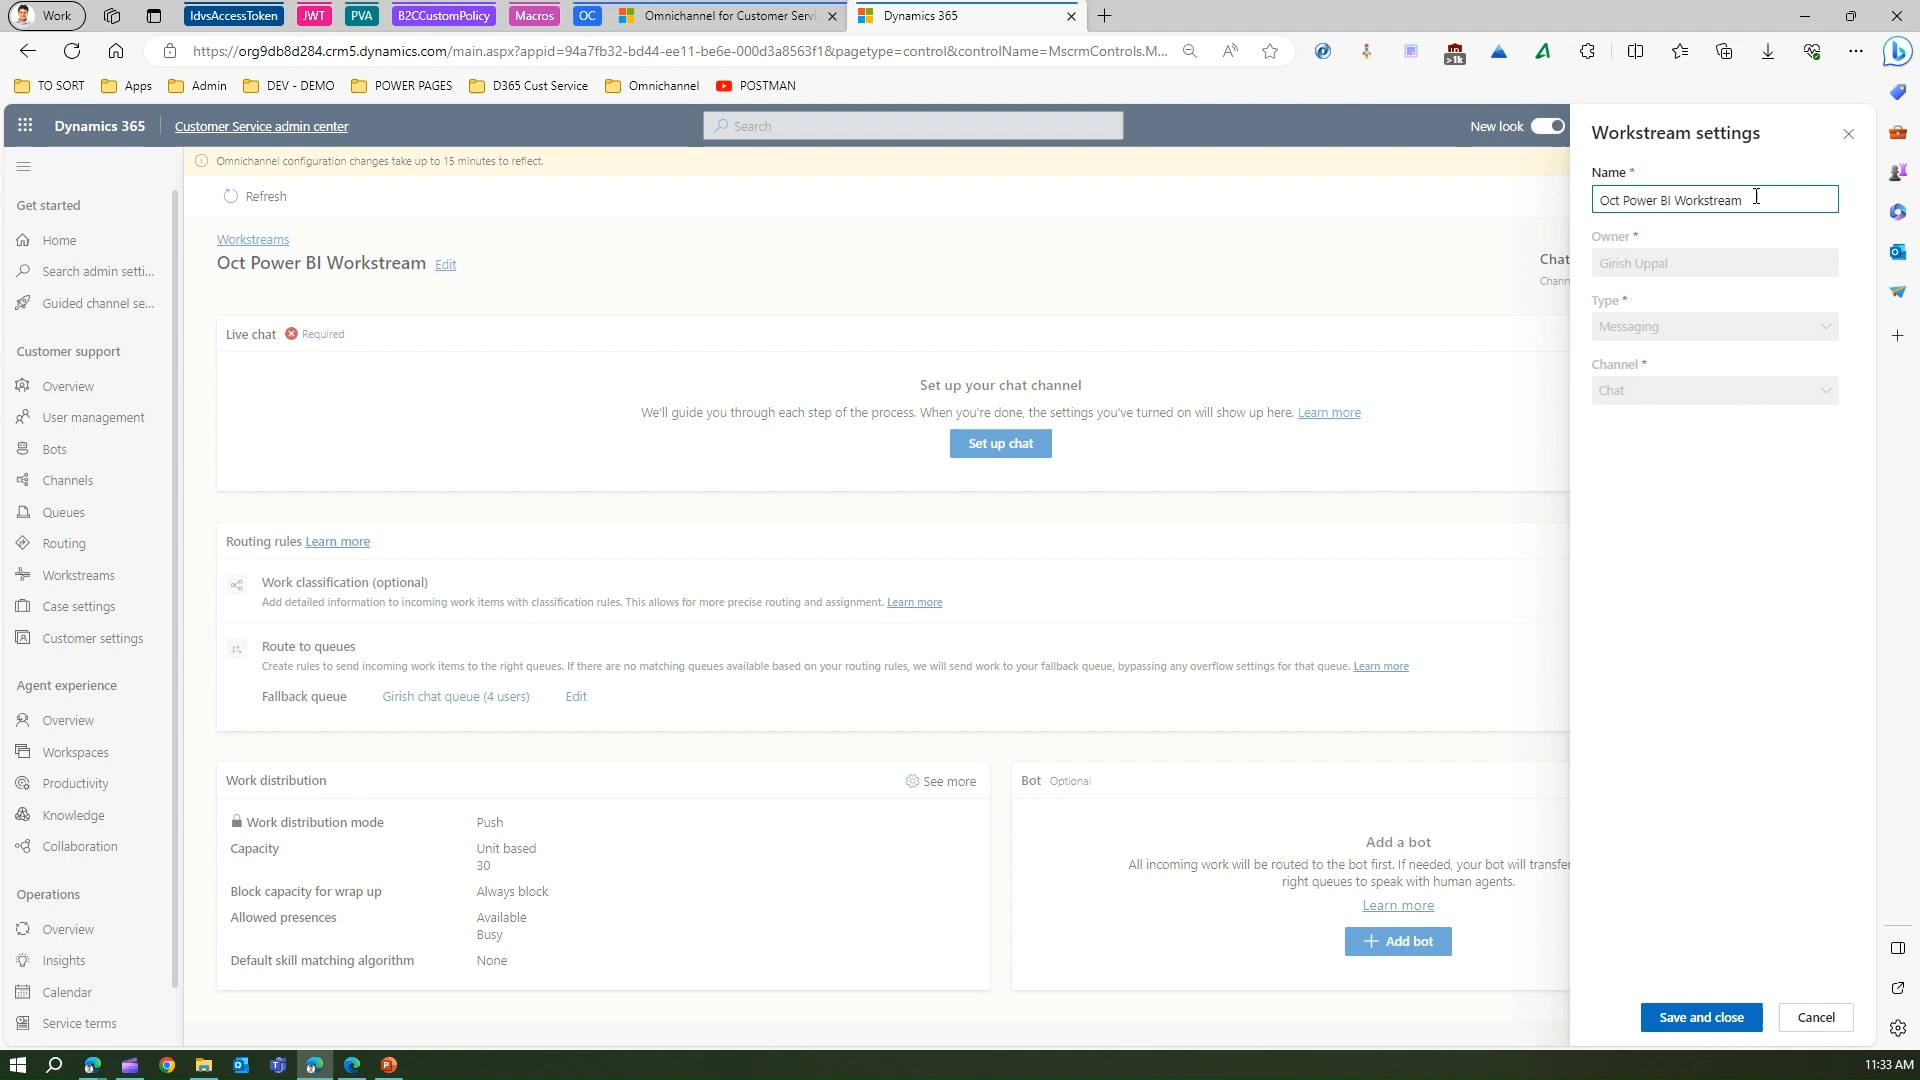 Work
IdvsAccessToken
JWT
PVA
B2CCustomPolicy
Macros
OC
Omnichannel for Customer Servi
Dynamics 365
https://org9db8d284.crm5.dynamics.com/main.aspx?appid=94a7fb32-bd44-ee11-be6e-000d3a8563f1&pagetype=control&controlName=MscrmControls.M...
>1k
TO SORT
Apps
Admin
DEV - DEMO
POWER PAGES
D365 Cust Service
Omnichannel
POSTMAN
Dynamics 365
Customer Service admin center
Search
New look
Omnichannel configuration changes take up to 15 minutes to reflect.
Refresh
Get started
Home
Search admin setti...
Guided channel se...
Customer support
Overview
User management
Bots
Channels
Queues
Routing
Workstreams
Case settings
Customer settings
Agent experience
Overview
Workspaces
Productivity
Knowledge
Collaboration
Operations
Overview
Insights
Calendar
Service terms
Workstreams
Oct Power BI Workstream Edit
Chat
Chann
Live chat Required
Set up your chat channel
We'll guide you through each step of the process. When you're done, the settings you've turned on will show up here. Learn more
Set up chat
Routing rules Learn more
Work classification (optional)
Add detailed information to incoming work items with classification rules. This allows for more precise routing and assignment. Learn more
Route to queues
Create rules to send incoming work items to the right queues. If there are no matching queues available based on your routing rules, we will send work to your fallback queue, bypassing any overflow settings for that queue. Learn more
Fallback queue Girish chat queue (4 users) Edit
Work distribution See more
Work distribution mode Push
Capacity Unit based
30
Block capacity for wrap up Always block
Allowed presences Available
Busy
Default skill matching algorithm None
Bot Optional
Add a bot
All incoming work will be routed to the bot first. If needed, your bot will transfer
right queues to speak with human agents.
Learn more
Add bot
Workstream settings
Name *
Oct Power BI Workstream
Owner *
Girish Uppal
Type *
Messaging
Channel *
Chat
Save and close
Cancel
11:33 AM